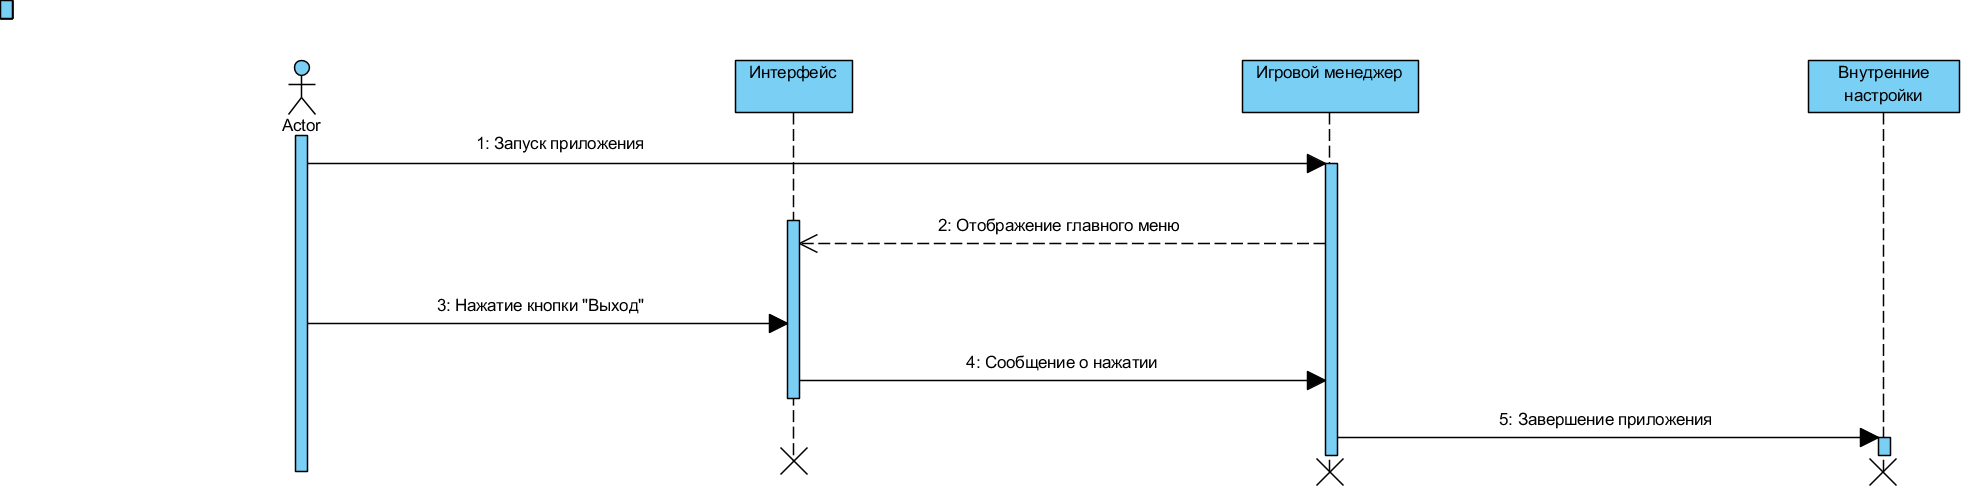 Интерфейс
Игровой менеджер
Внутренние
настройки
Actor
1: Запуск приложения
2: Отображение главного меню
3: Нажатие кнопки "Выход"
4: Сообщение о нажатии
5: Завершение приложения